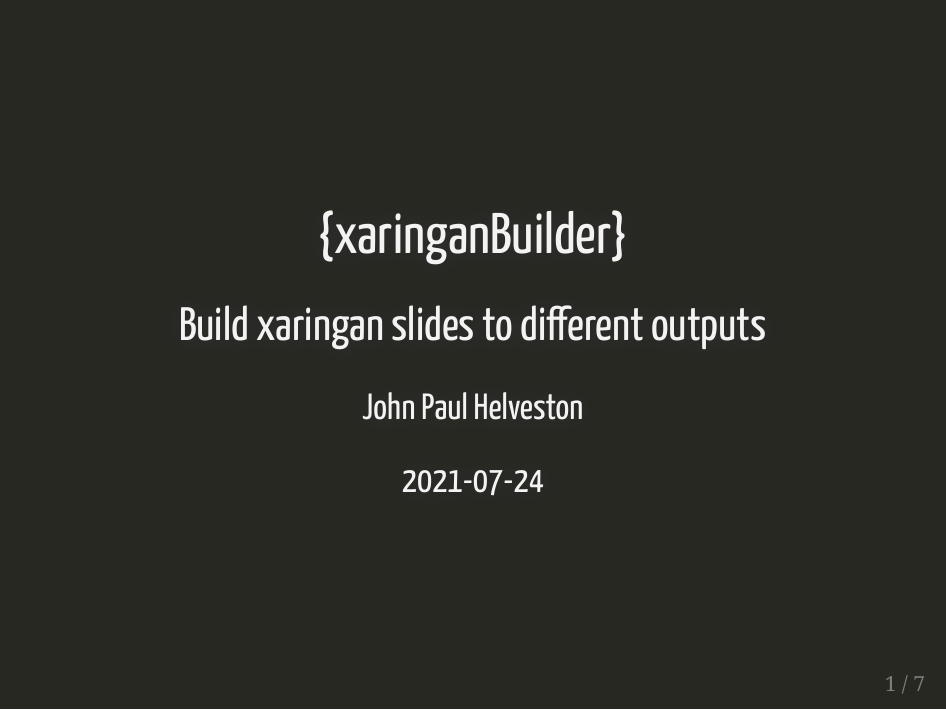 {xaringanBuilder}
Build xaringan slides to different outputs
John Paul Helveston
2021-07-24
1 / 7